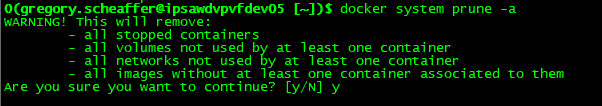 0(gregory.scheaffer@ipsawdvpvfdev05 [~])$ docker system prune -a
WARNING! This will remove:
        - all stopped containers
        - all volumes not used by at least one container
        - all networks not used by at least one container
        - all images without at least one container associated to them
Are you sure you want to continue? [y/N] y